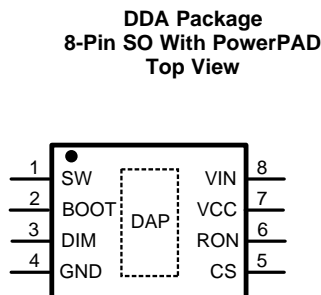 DDA Package
8-Pin SO With PowerPAD
Top View
1 SW VIN 8
2 BOOT VCC 7
DAP
3 DIM RON 6
4 GND CS 5